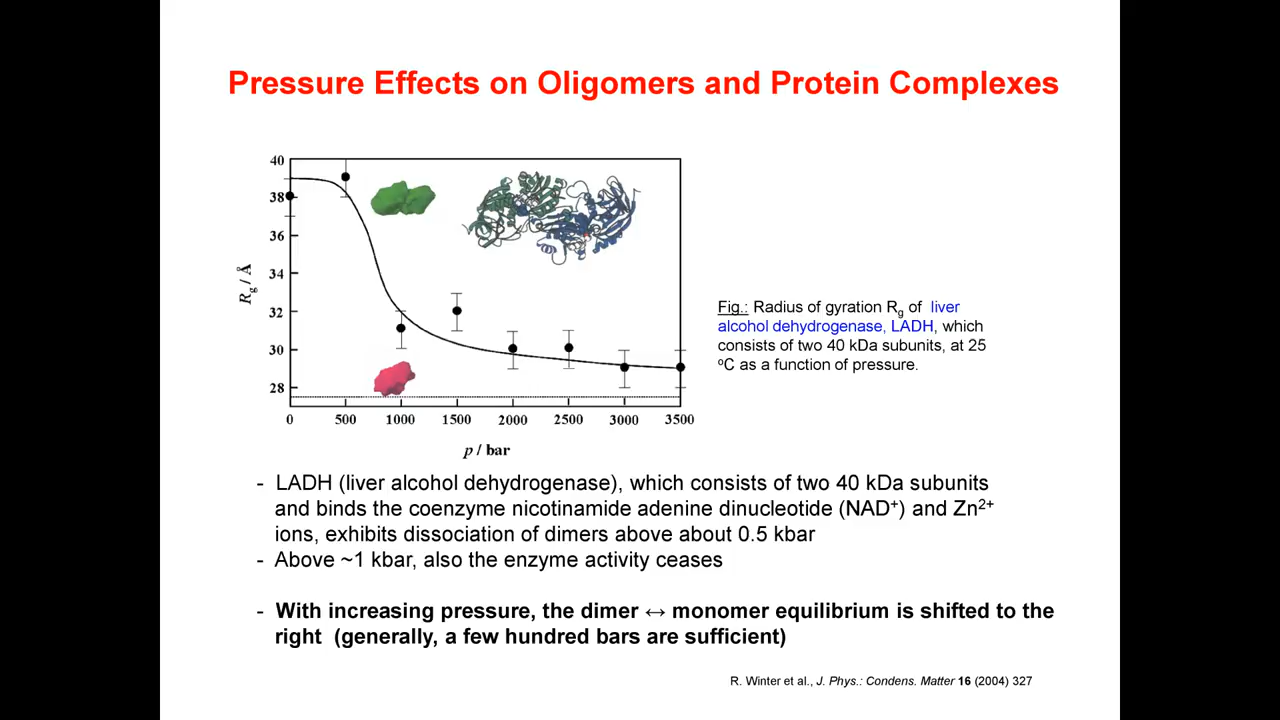 Pressure Effects on Oligomers and Protein Complexes
40
38
36
34
32
30
28
Rg / Å
0 500 1000 1500 2000 2500 3000 3500
p / bar
Fig.: Radius of gyration Rg of liver
alcohol dehydrogenase, LADH, which
consists of two 40 kDa subunits, at 25
ºC as a function of pressure.
- LADH (liver alcohol dehydrogenase), which consists of two 40 kDa subunits
and binds the coenzyme nicotinamide adenine dinucleotide (NAD⁺) and Zn²⁺
ions, exhibits dissociation of dimers above about 0.5 kbar
- Above ~1 kbar, also the enzyme activity ceases
- With increasing pressure, the dimer ↔ monomer equilibrium is shifted to the
right (generally, a few hundred bars are sufficient)
R. Winter et al., J. Phys.: Condens. Matter 16 (2004) 327